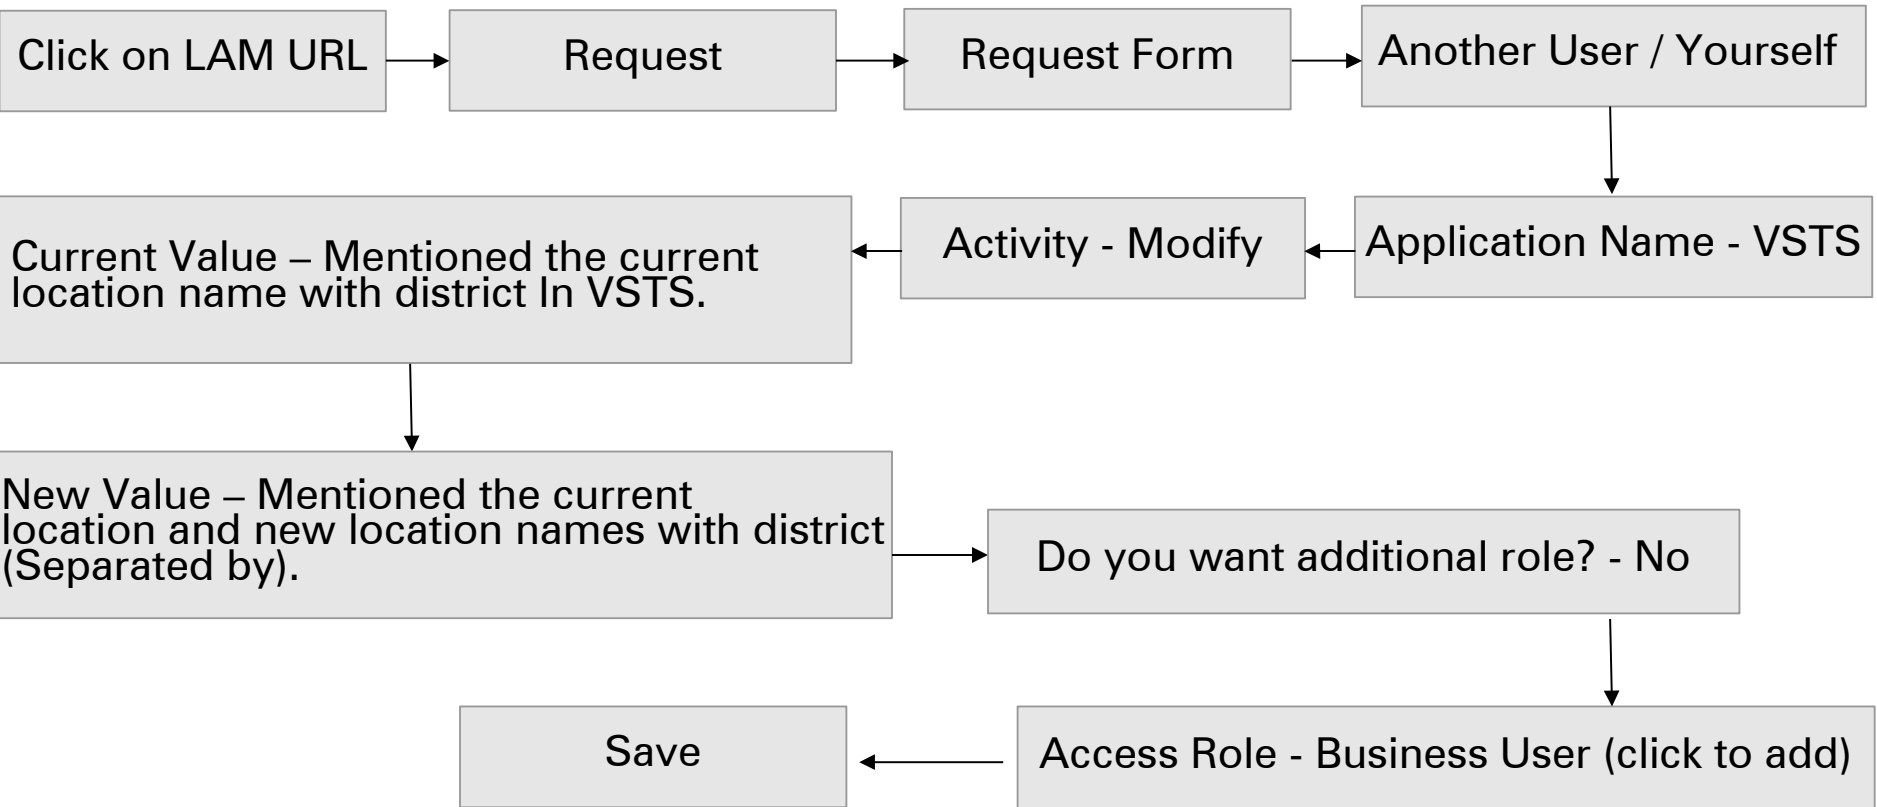 Click on LAM URL
Request
Request Form
Another User / Yourself
Application Name - VSTS
Activity - Modify
Current Value – Mentioned the current
location name with district In VSTS.
New Value – Mentioned the current
location and new location names with district
(Separated by).
Do you want additional role? - No
Access Role - Business User (click to add)
Save